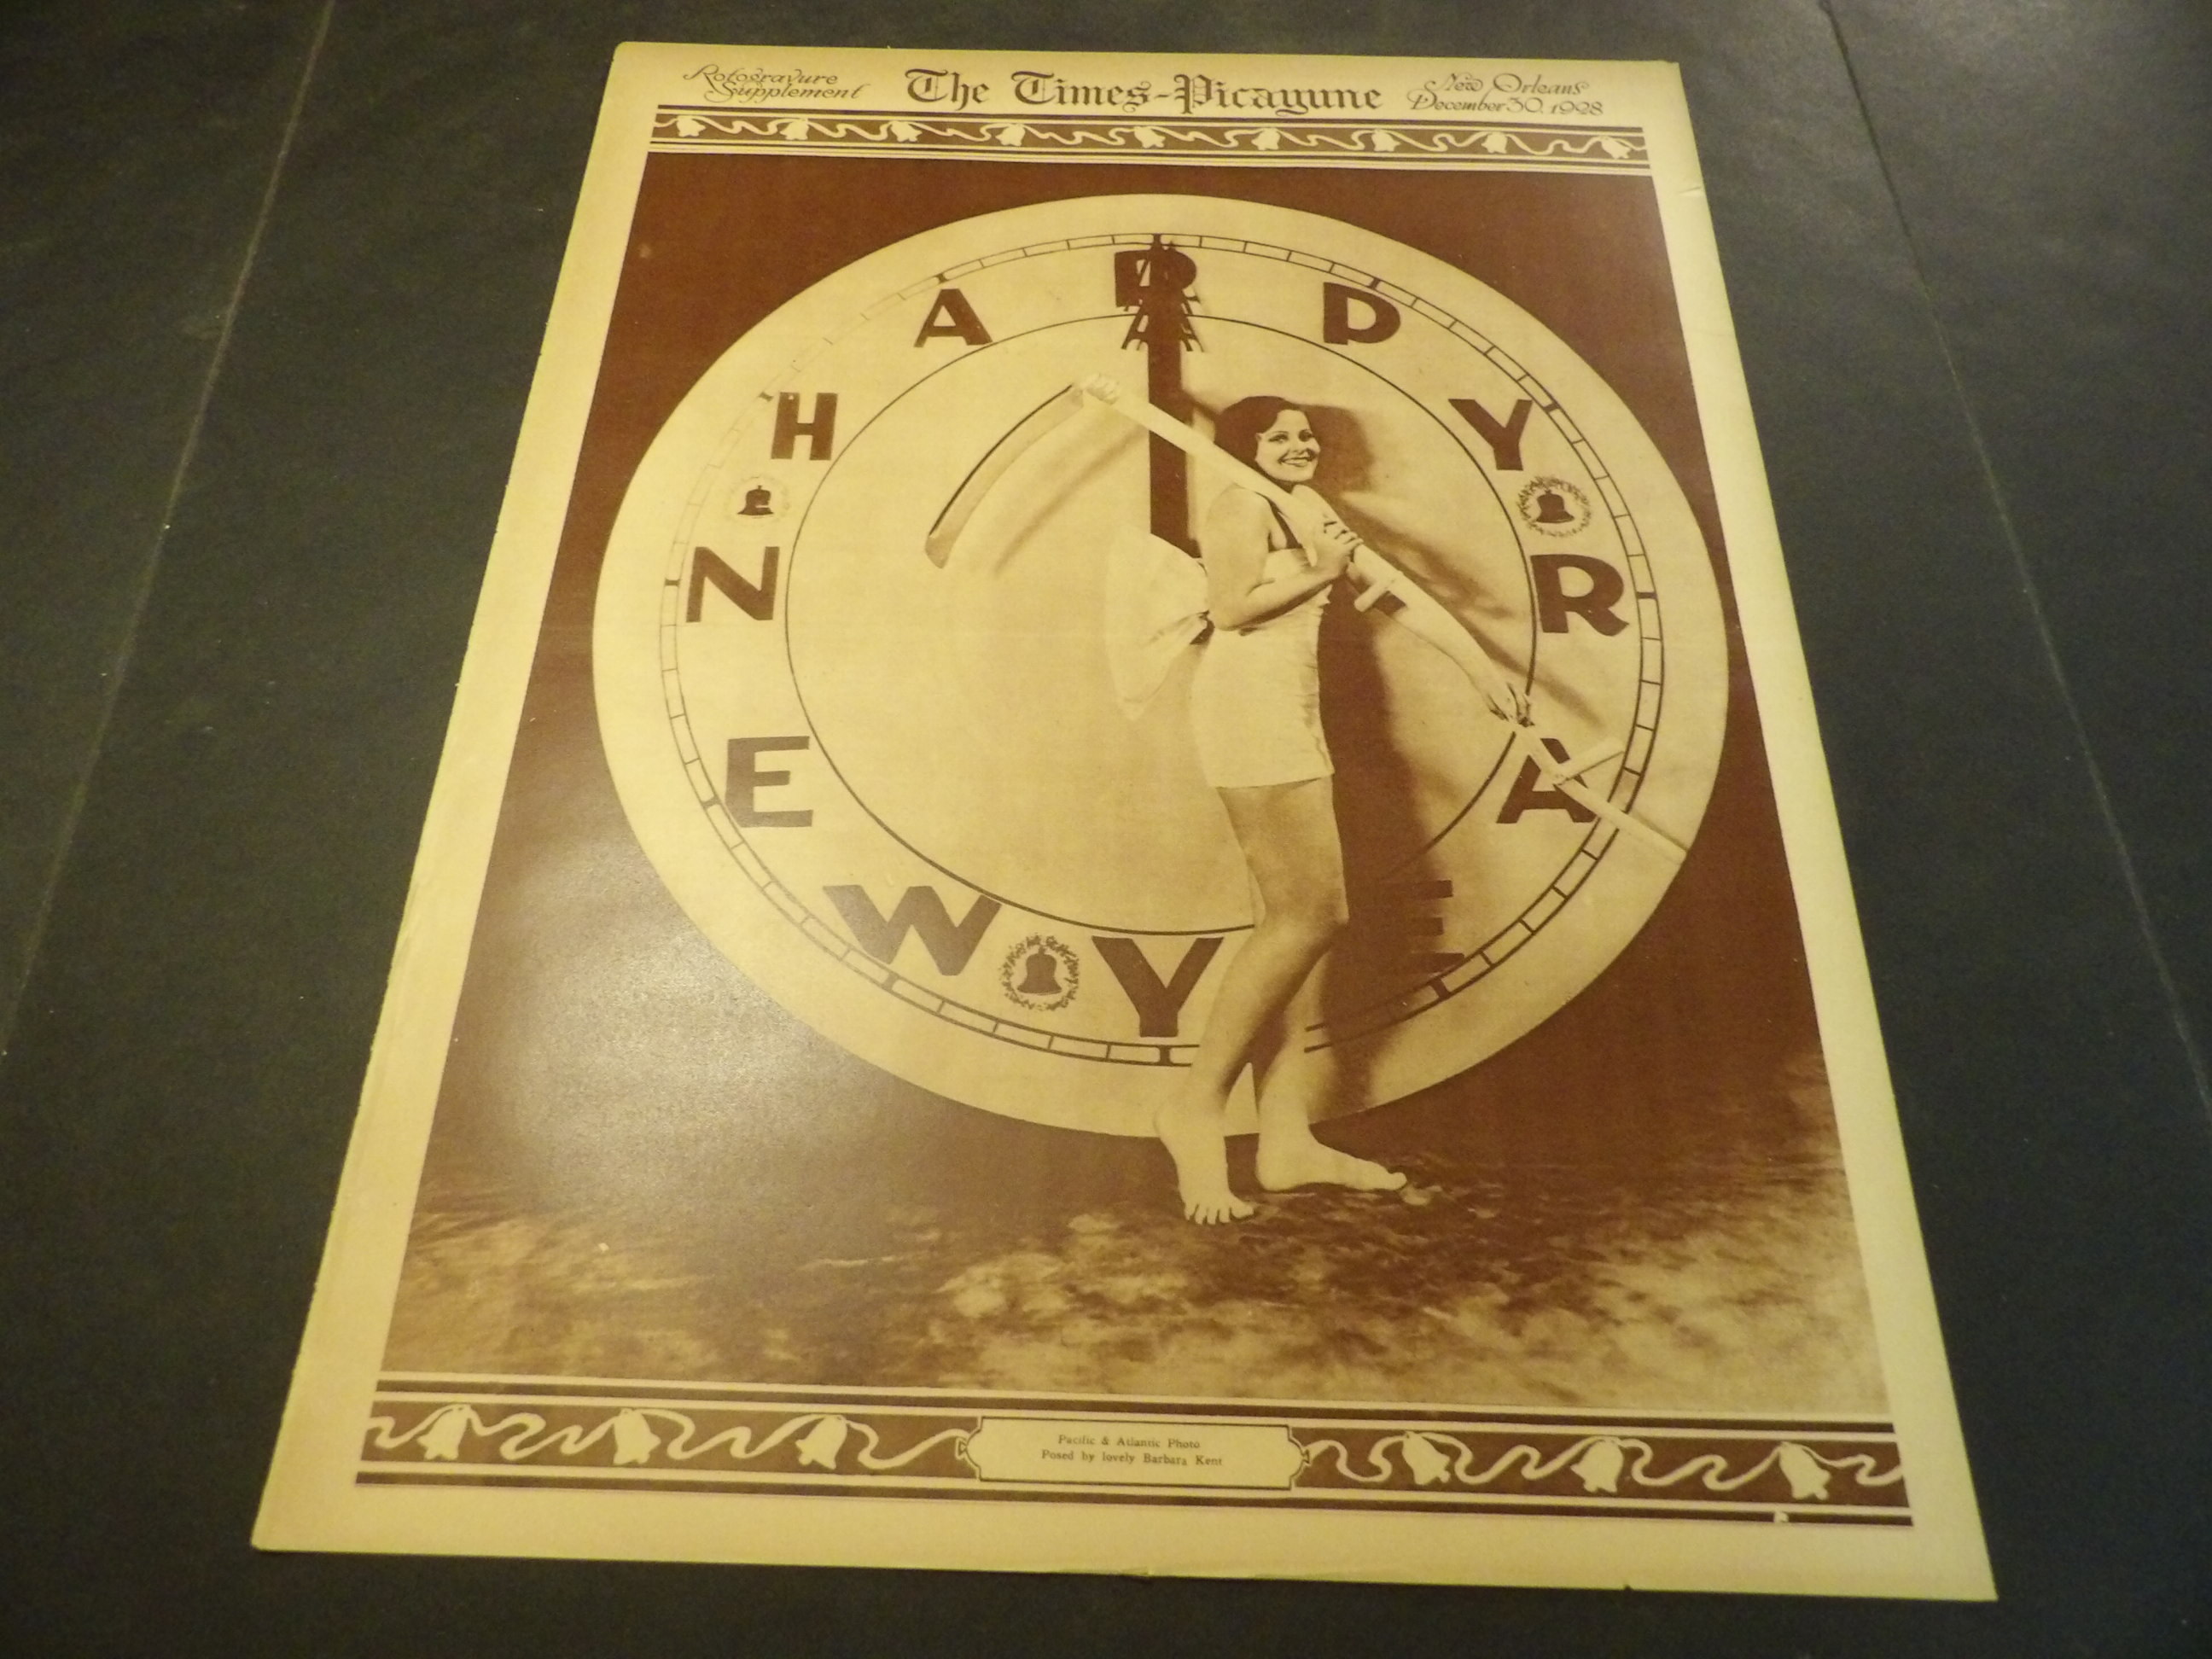 Rotogravure
Supplement
The Times-Picayune
New Orleans
December 30, 1928
HAPPY
NEW
YEAR
Pacific & Atlantic Photo
Posed by lovely Barbara Kent